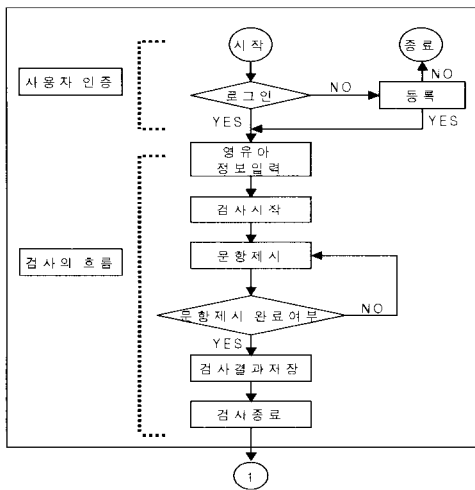 시작
종료
사용자 인증
로그인
NO
NO
등록
YES
YES
영유아
정보입력
검사시작
검사의 흐름
문항제시
문항제시 완료여부
NO
YES
검사결과저장
검사종료
1